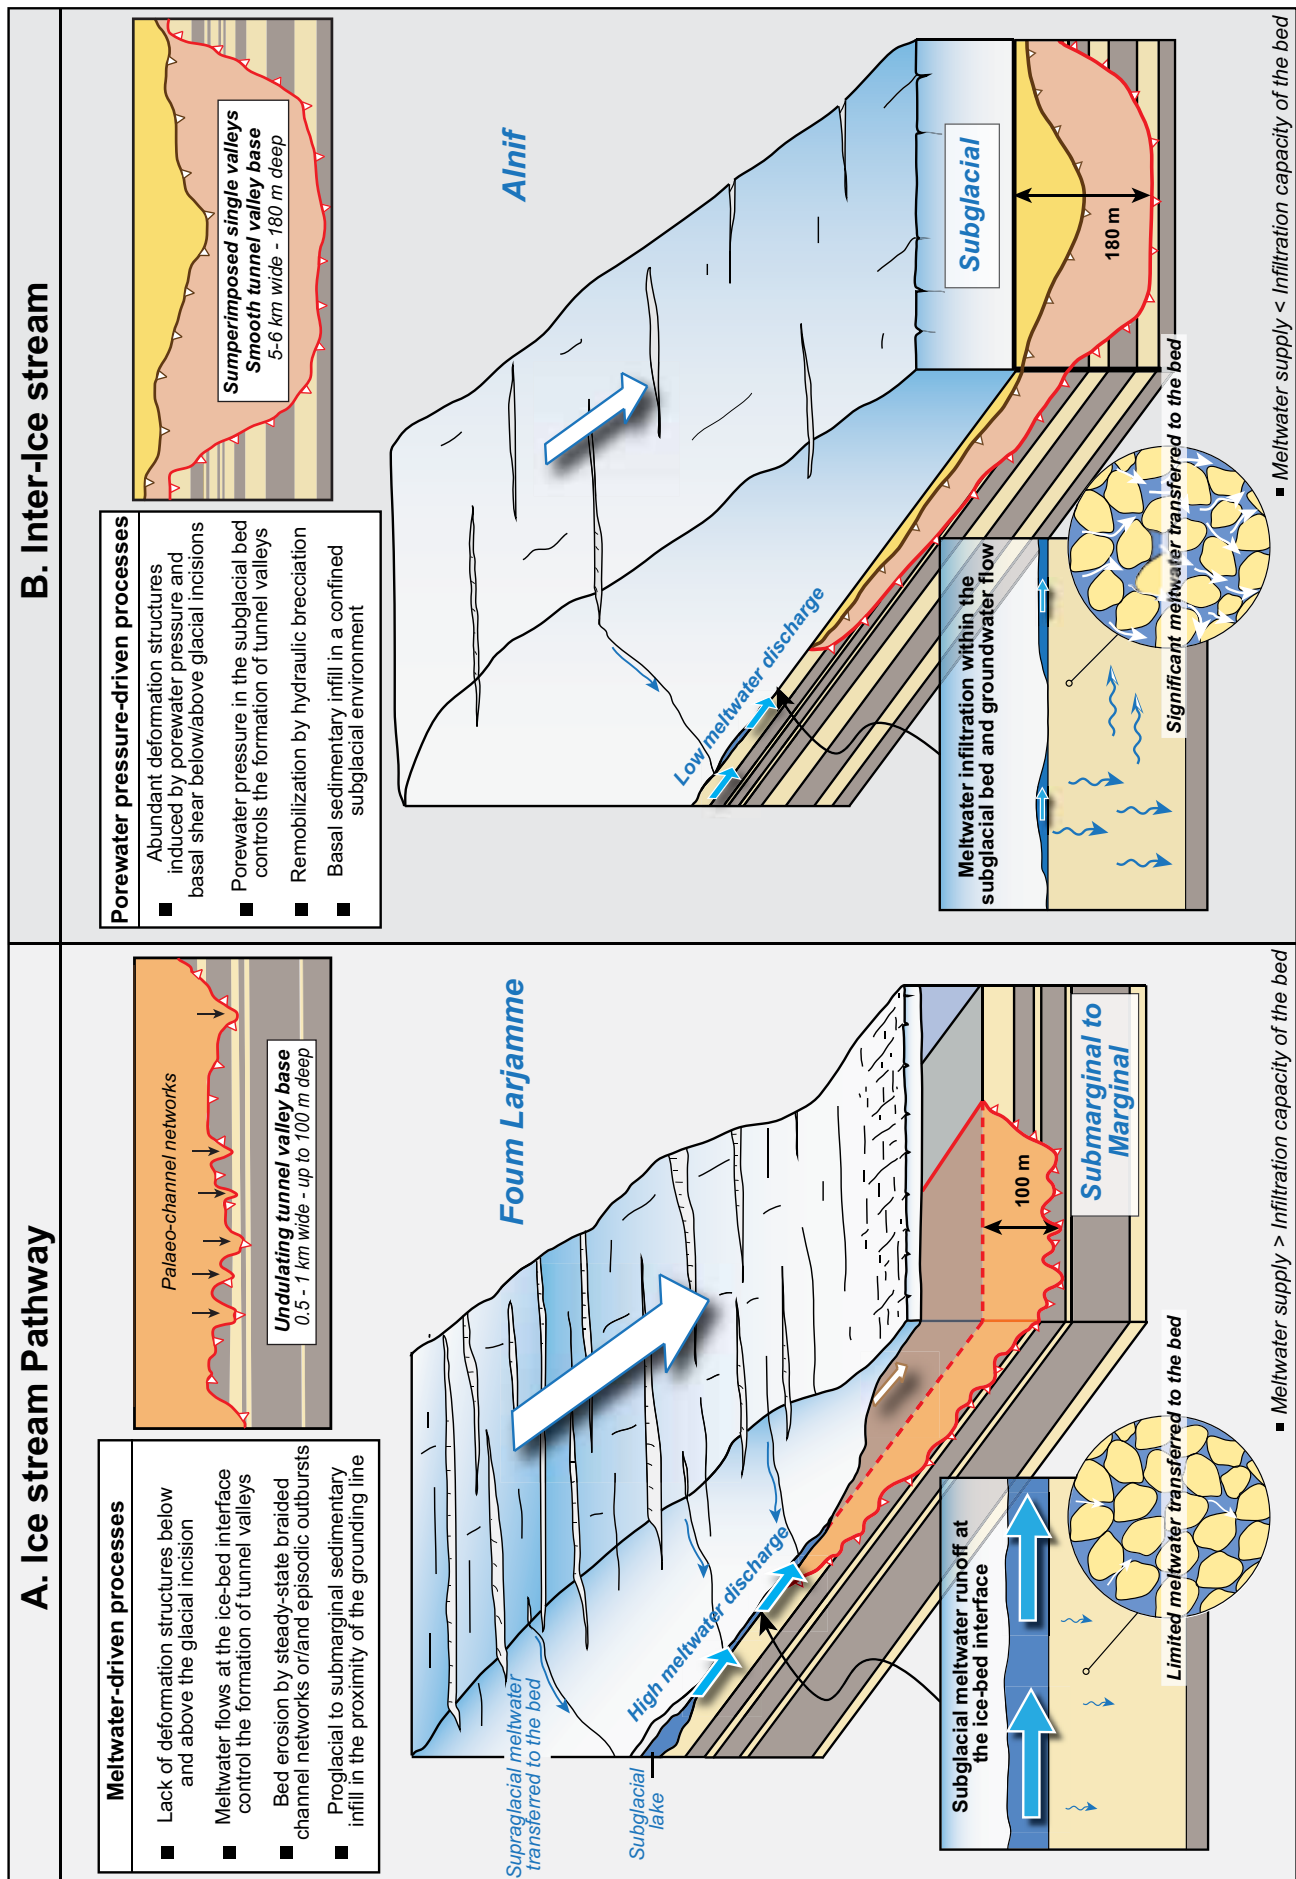 A. Ice stream Pathway
Meltwater-driven processes
■ Lack of deformation structures below
and above the glacial incision
■ Meltwater flows at the ice-bed interface
control the formation of tunnel valleys
■ Bed erosion by steady-state braided
channel networks or/and episodic outbursts
■ Proglacial to submarginal sedimentary
infill in the proximity of the grounding line
Palaeo-channel networks
Undulating tunnel valley base
0.5 - 1 km wide - up to 100 m deep
Foum Larjamme
Supraglacial meltwater
transferred to the bed
Subglacial
lake
High meltwater discharge
100 m
Submarginal to
Marginal
Subglacial meltwater runoff at
the ice-bed interface
Limited meltwater transferred to the bed
■ Meltwater supply > Infiltration capacity of the bed
B. Inter-Ice stream
Porewater pressure-driven processes
■ Abundant deformation structures
induced by porewater pressure and
basal shear below/above glacial incisions
■ Porewater pressure in the subglacial bed
controls the formation of tunnel valleys
■ Remobilization by hydraulic brecciation
■ Basal sedimentary infill in a confined
subglacial environment
Sumperimposed single valleys
Smooth tunnel valley base
5-6 km wide - 180 m deep
Alnif
Low meltwater discharge
Subglacial
180 m
Meltwater infiltration within the
subglacial bed and groundwater flow
Significant meltwater transferred to the bed
■ Meltwater supply < Infiltration capacity of the bed